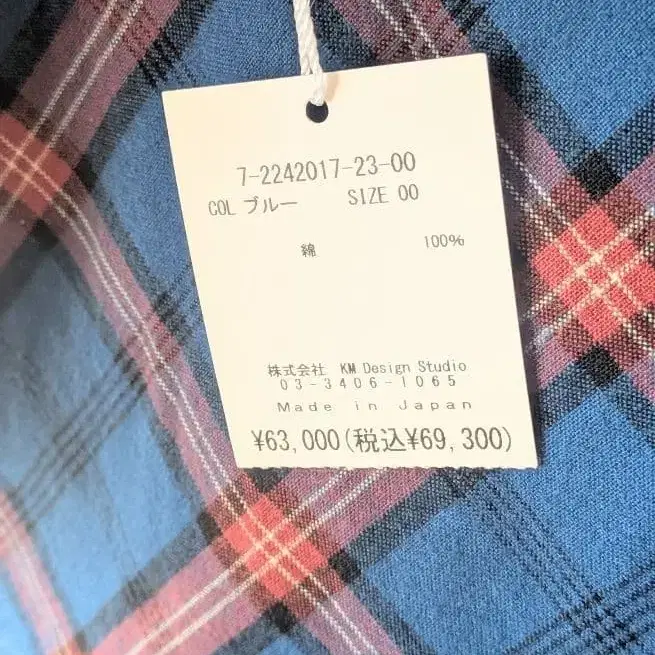 7-2242017-23-00
COL ブルー SIZE 00
綿 100%
株式会社 KM Design Studio
03-3406-1065
Made in Japan
¥63,000(税込¥69,300)